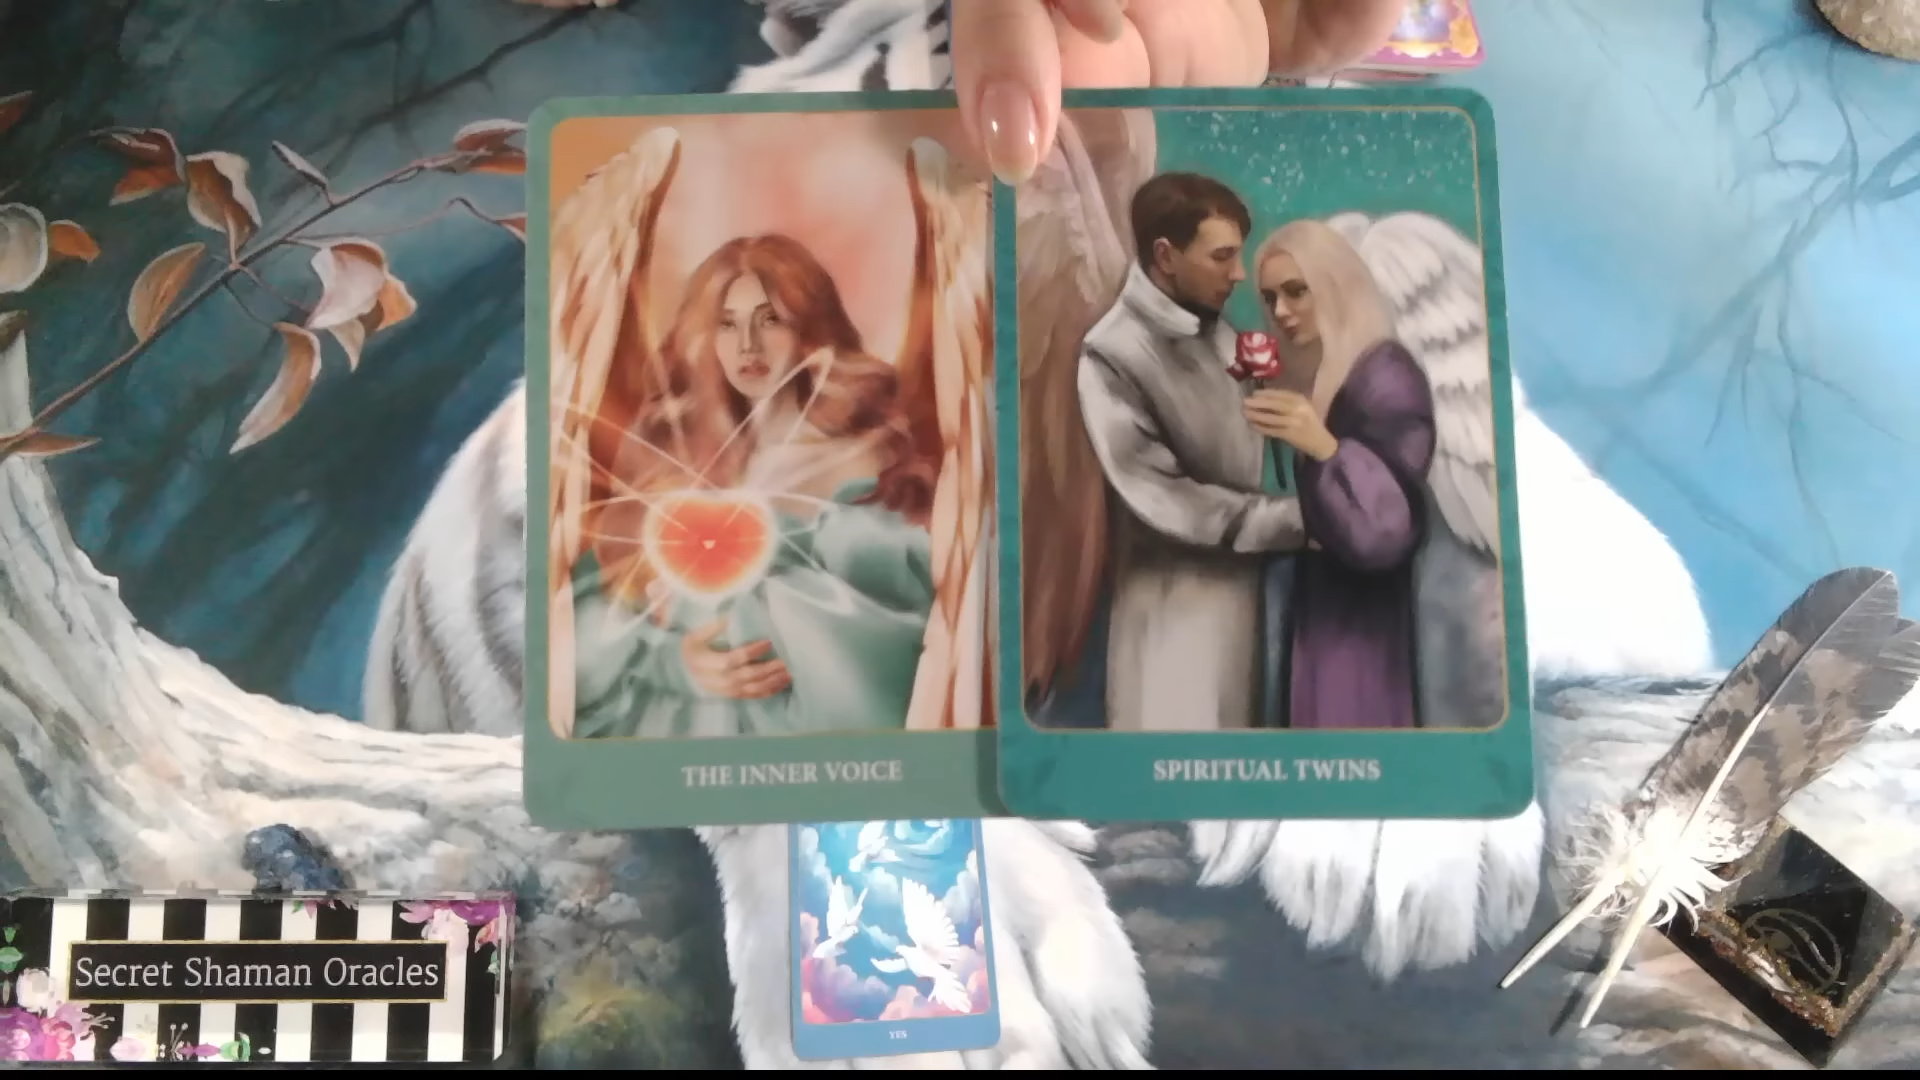 THE INNER VOICE
SPIRITUAL TWINS
Secret Shaman Oracles
YES